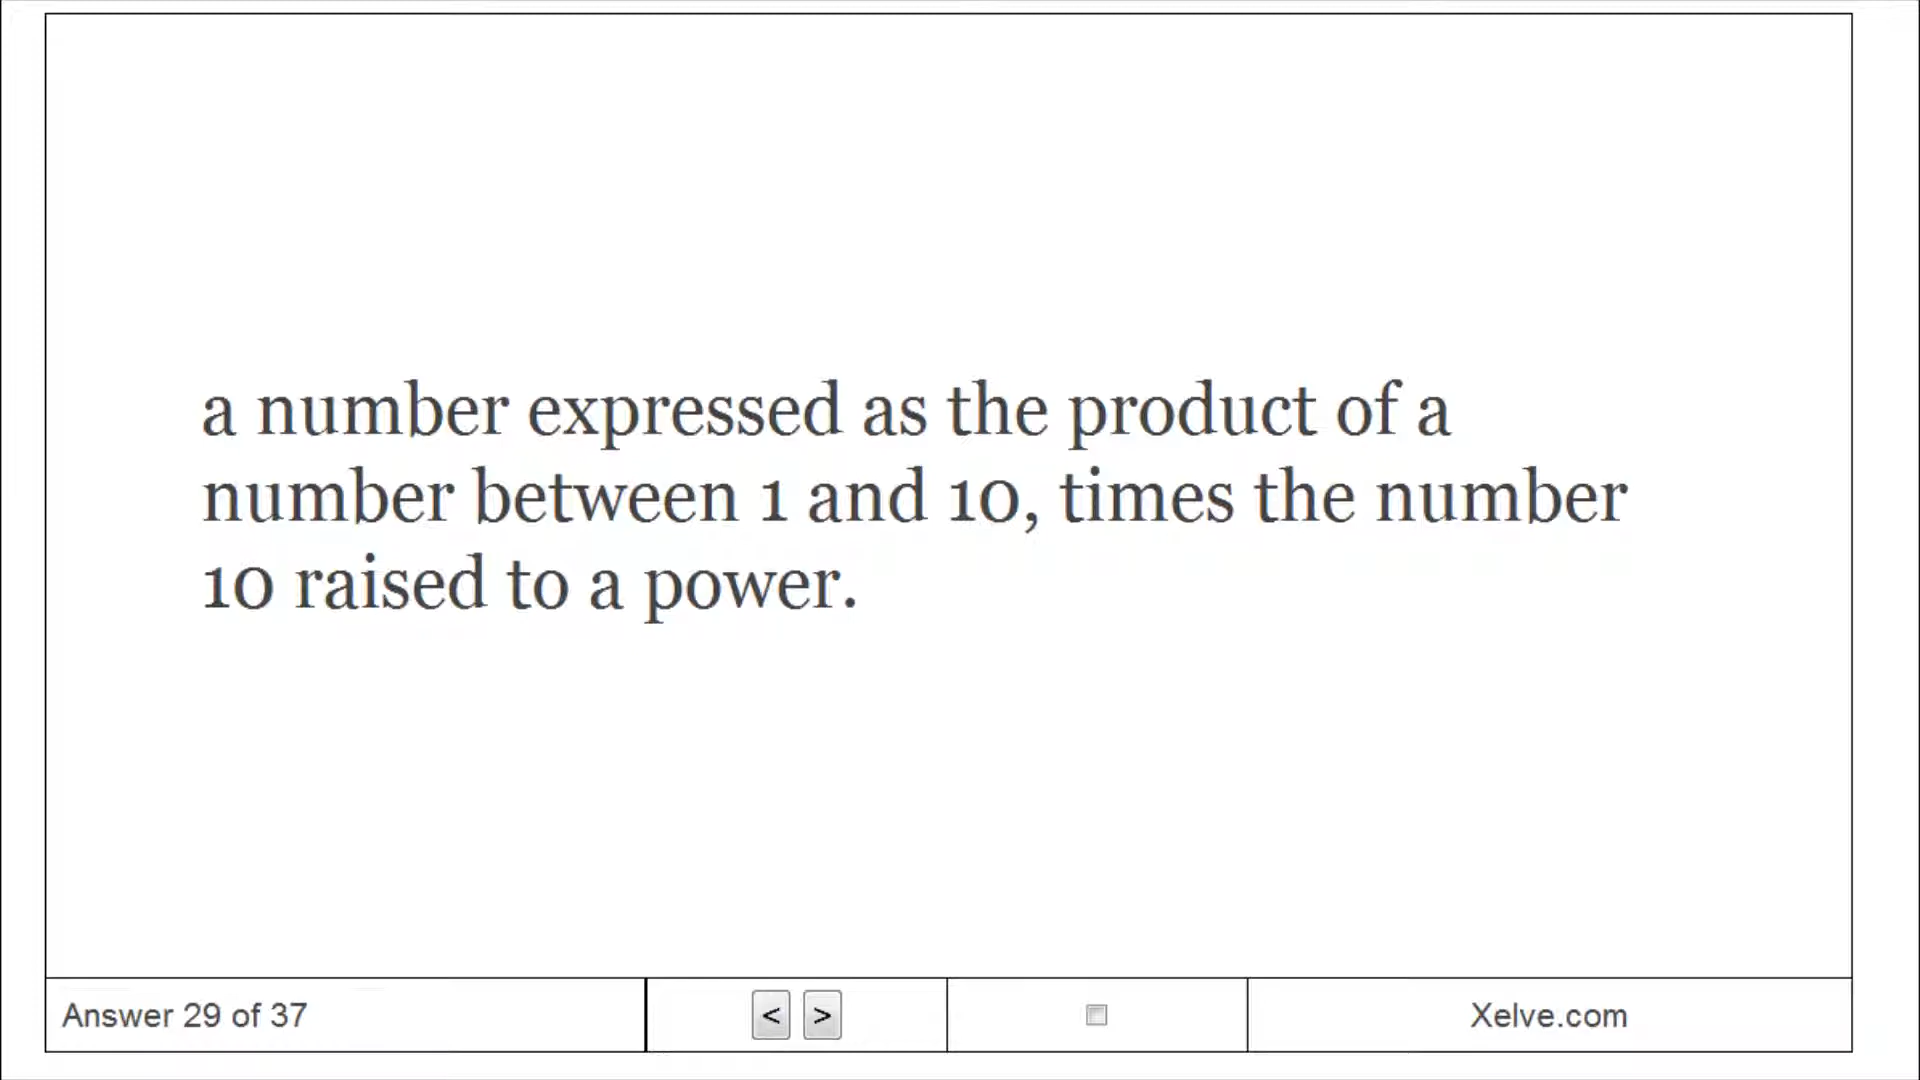 a number expressed as the product of a
number between 1 and 10, times the number
10 raised to a power.
Answer 29 of 37
< >
Xelve.com